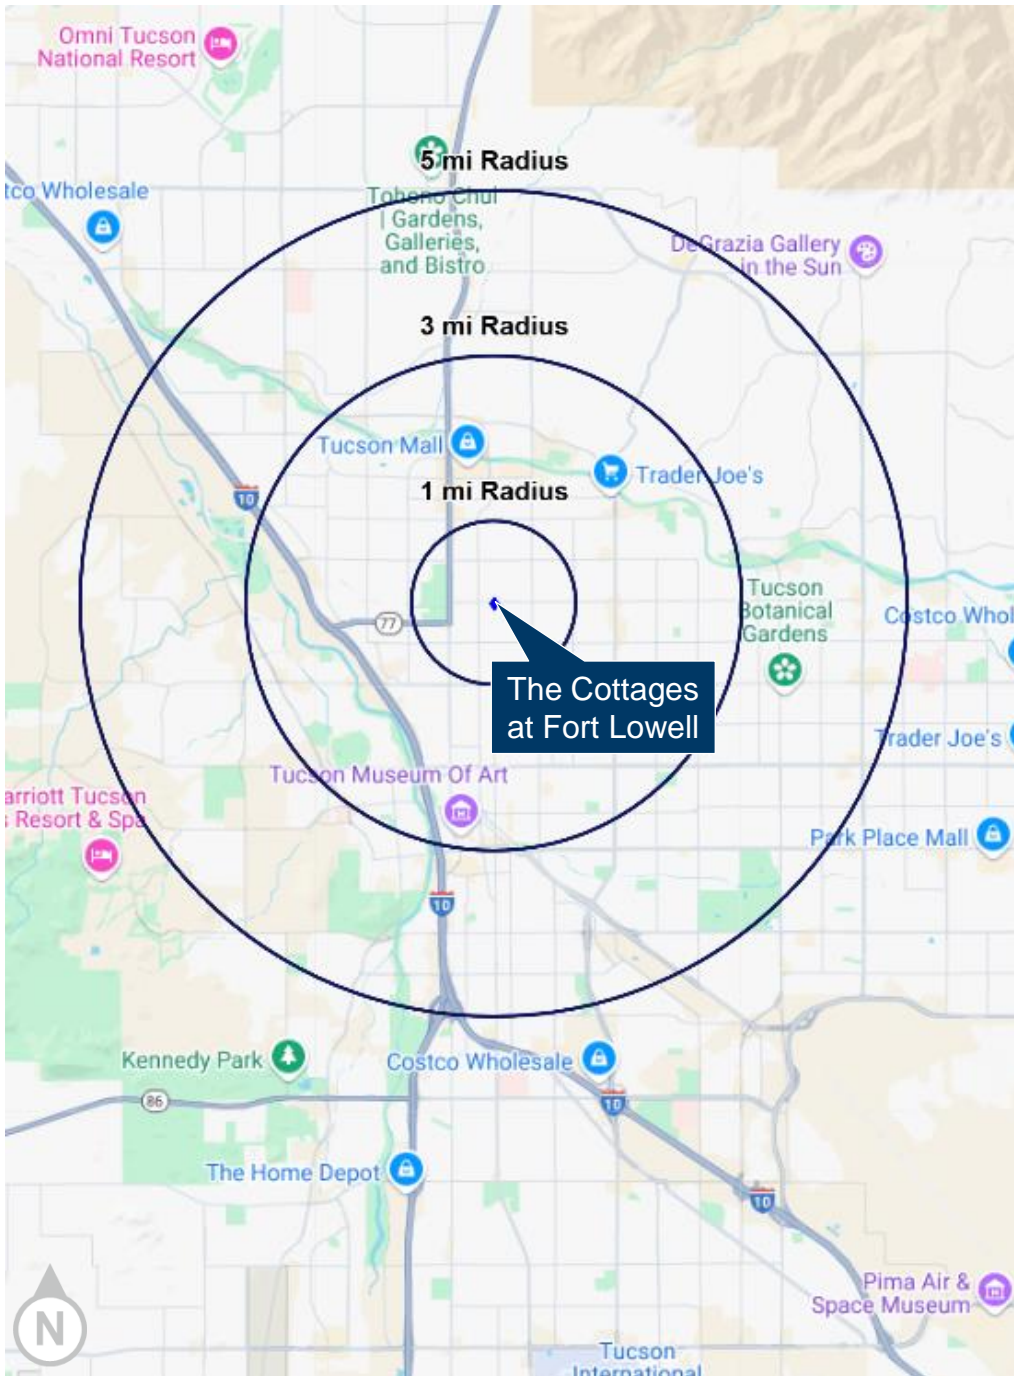 Omni Tucson
National Resort
5 mi Radius
tco Wholesale
Tohono Chul
| Gardens,
Galleries,
and Bistro
DeGrazia Gallery
in the Sun
3 mi Radius
Tucson Mall
Trader Joe's
1 mi Radius
10
Tucson
Botanical
Gardens
77
Costco Whol
The Cottages
at Fort Lowell
Trader Joe's
Tucson Museum Of Art
arriott Tucson
s Resort & Spa
Park Place Mall
10
Kennedy Park
Costco Wholesale
86
10
The Home Depot
10
Pima Air &
Space Museum
N
Tucson
International